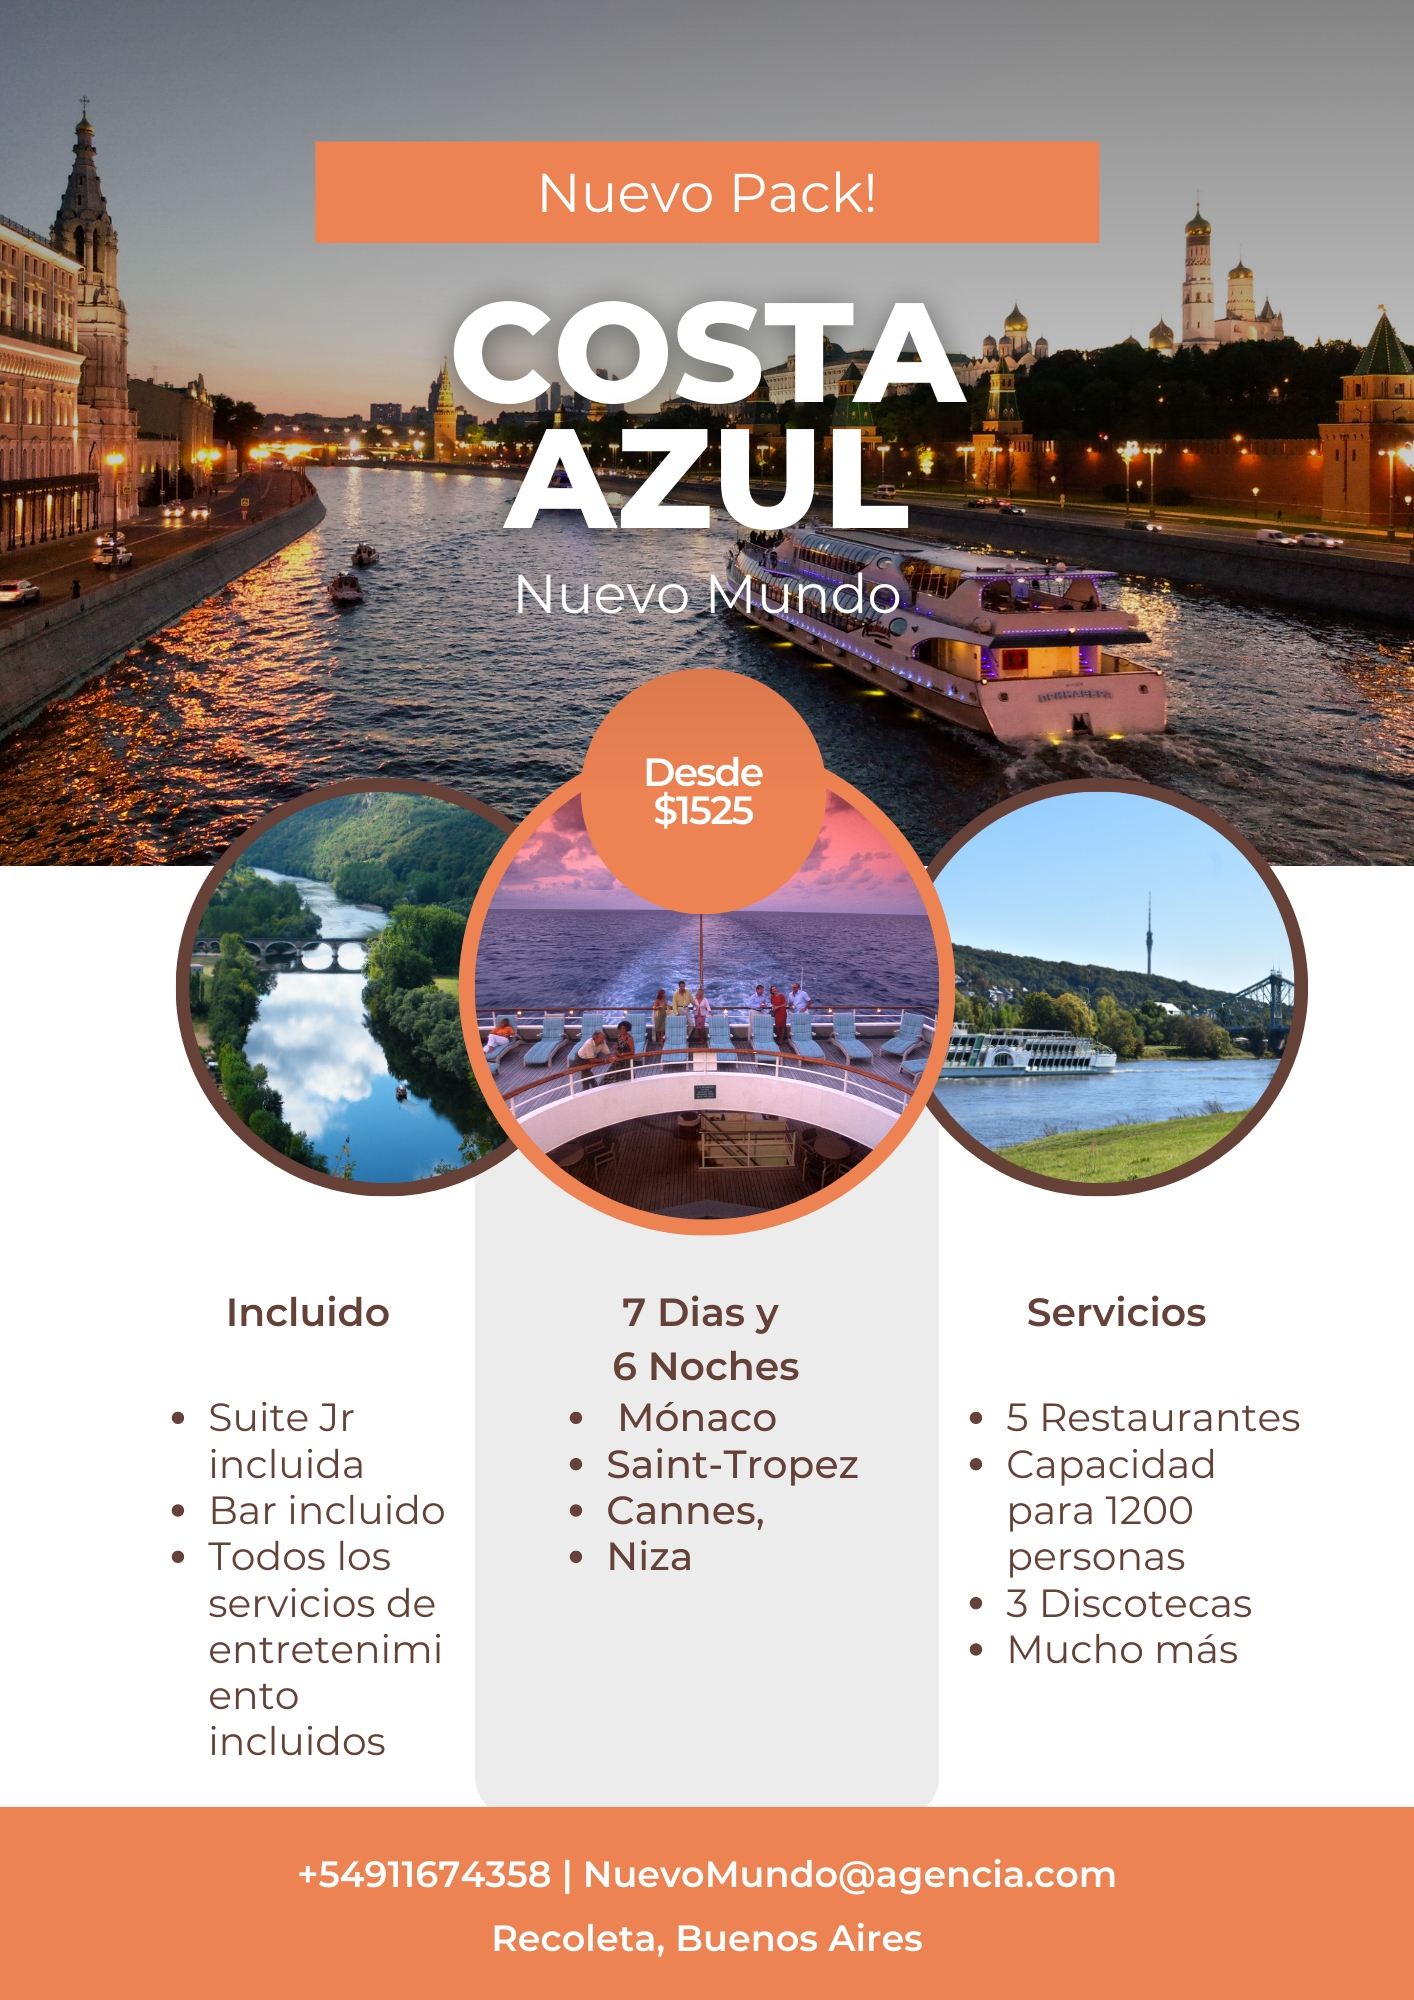 Nuevo Pack!
COSTA
AZUL
Nuevo Mundo
ПРИМАВЕРА
Desde
$1525
Incluido
• Suite Jr
incluida
• Bar incluido
• Todos los
servicios de
entretenimi
ento
incluidos
7 Dias y
6 Noches
• Mónaco
• Saint-Tropez
• Cannes,
• Niza
Servicios
• 5 Restaurantes
• Capacidad
para 1200
personas
• 3 Discotecas
• Mucho más
+54911674358 | NuevoMundo@agencia.com
Recoleta, Buenos Aires